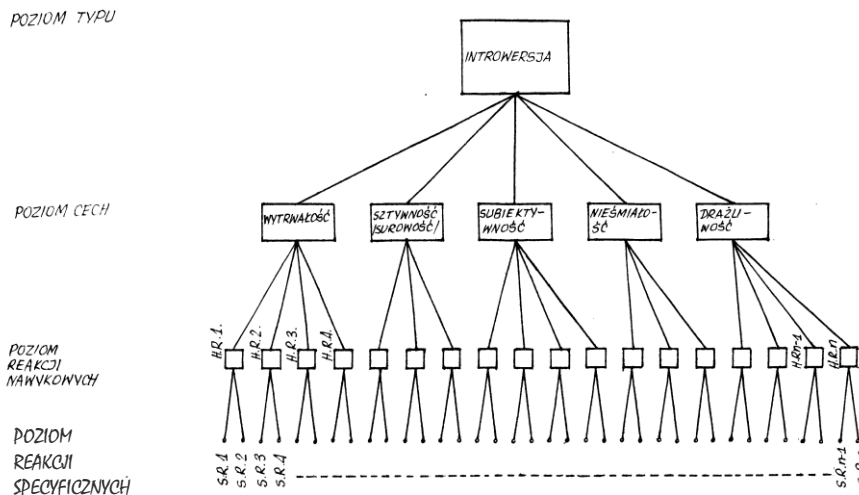 POZIOM TYPU
INTROWERSJA
POZIOM CECH
WYTRWAŁOŚĆ
SZTYWNOŚĆ
/SUROWOŚĆ/
SUBIEKTY-
WNOŚĆ
NIEŚMIAŁO-
ŚĆ
DRAŻLI-
WOŚĆ
POZIOM
REAKCJI
NAWYKOWYCH
H.R.1.
H.R.2.
H.R.3.
H.R.4.
H.R.n-1
H.R.n
POZIOM
REAKCJI
SPECYFICZNYCH
S.R.1
S.R.2
S.R.3
S.R.4
S.R.n-1